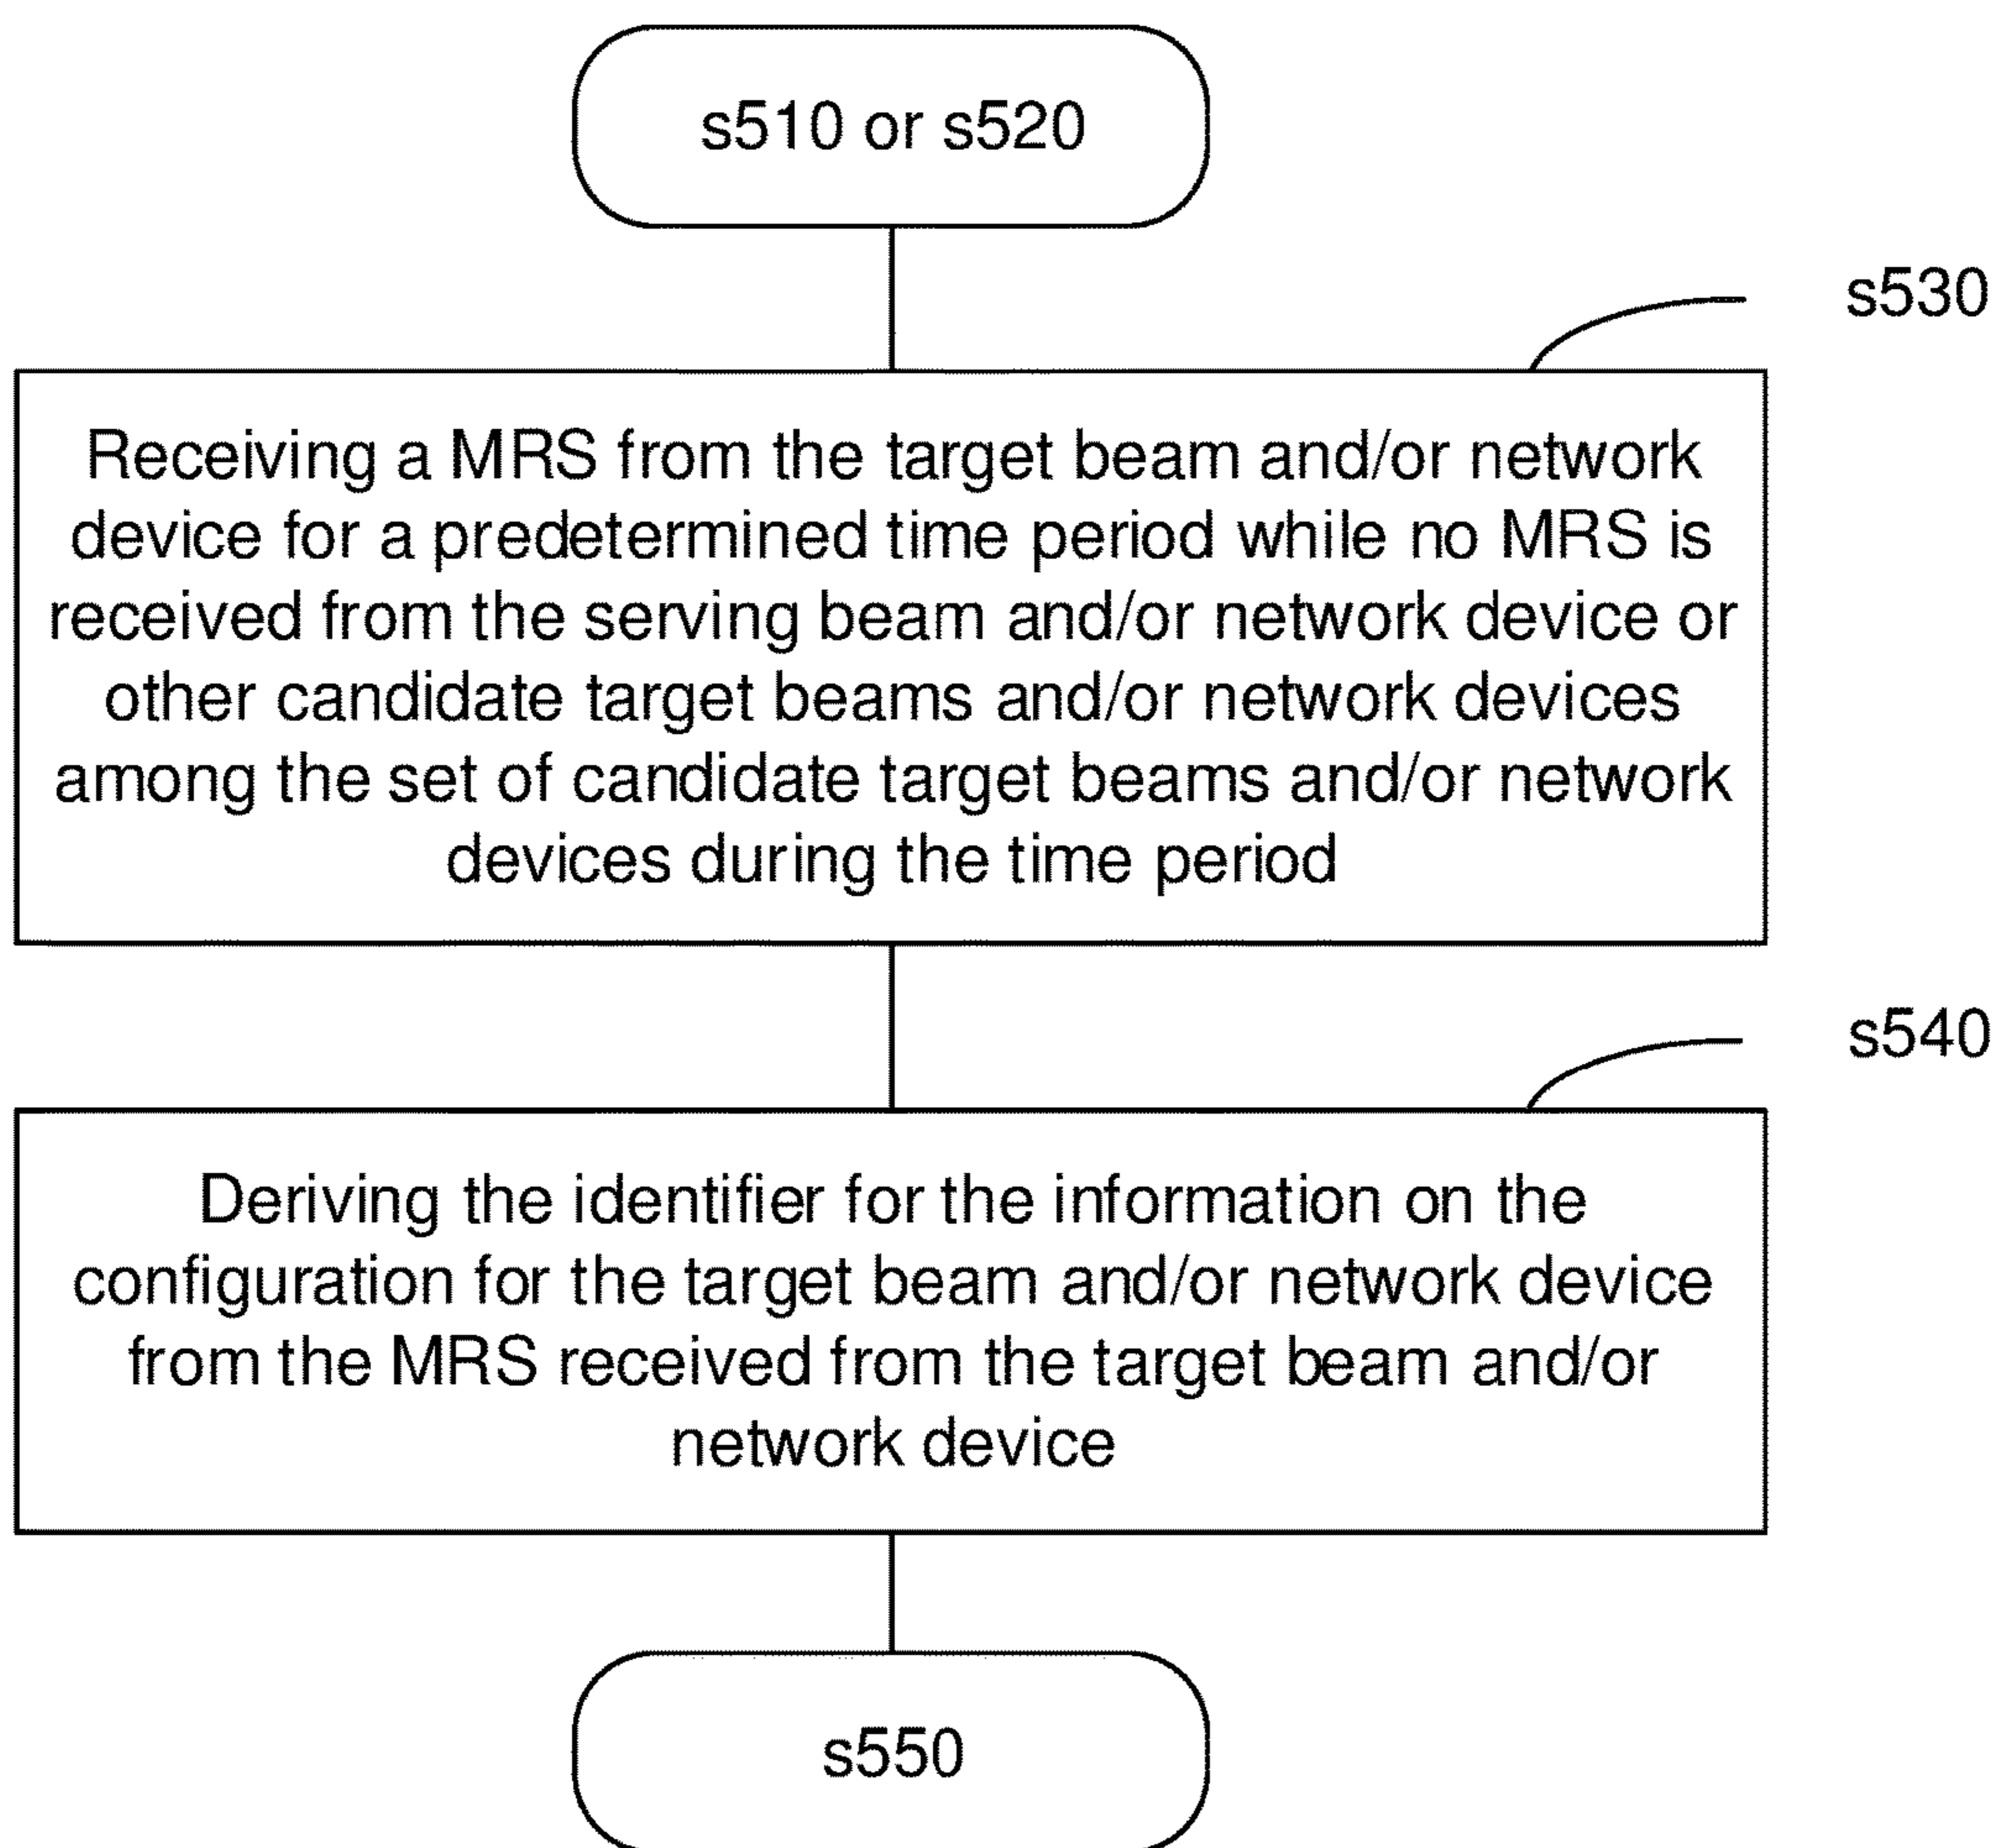 s510 or s520
s530
Receiving a MRS from the target beam and/or network
device for a predetermined time period while no MRS is
received from the serving beam and/or network device or
other candidate target beams and/or network devices
among the set of candidate target beams and/or network
devices during the time period
s540
Deriving the identifier for the information on the
configuration for the target beam and/or network device
from the MRS received from the target beam and/or
network device
s550